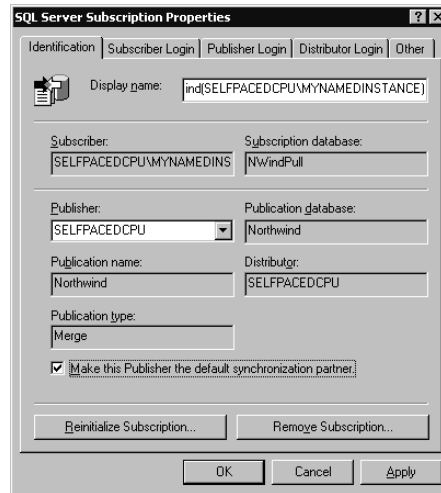 SQL Server Subscription Properties
Identification Subscriber Login Publisher Login Distributor Login Other
Display name: ind(SELFPACEDCPU\MYNAMEDINSTANCE)
Subscriber: Subscription database:
SELFPACEDCPU\MYNAMEDINS NWindPull
Publisher: Publication database:
SELFPACEDCPU Northwind
Publication name: Distributor:
Northwind SELFPACEDCPU
Publication type:
Merge
Make this Publisher the default synchronization partner.
Reinitialize Subscription... Remove Subscription...
OK Cancel Apply